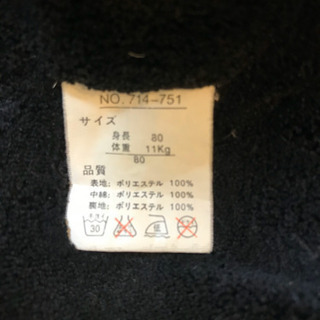 NO. 714-751
サイズ
身長 80
体重 11Kg
80
品質
表地: ポリエステル 100%
中綿: ポリエステル 100%
裏地: ポリエステル 100%
30 低